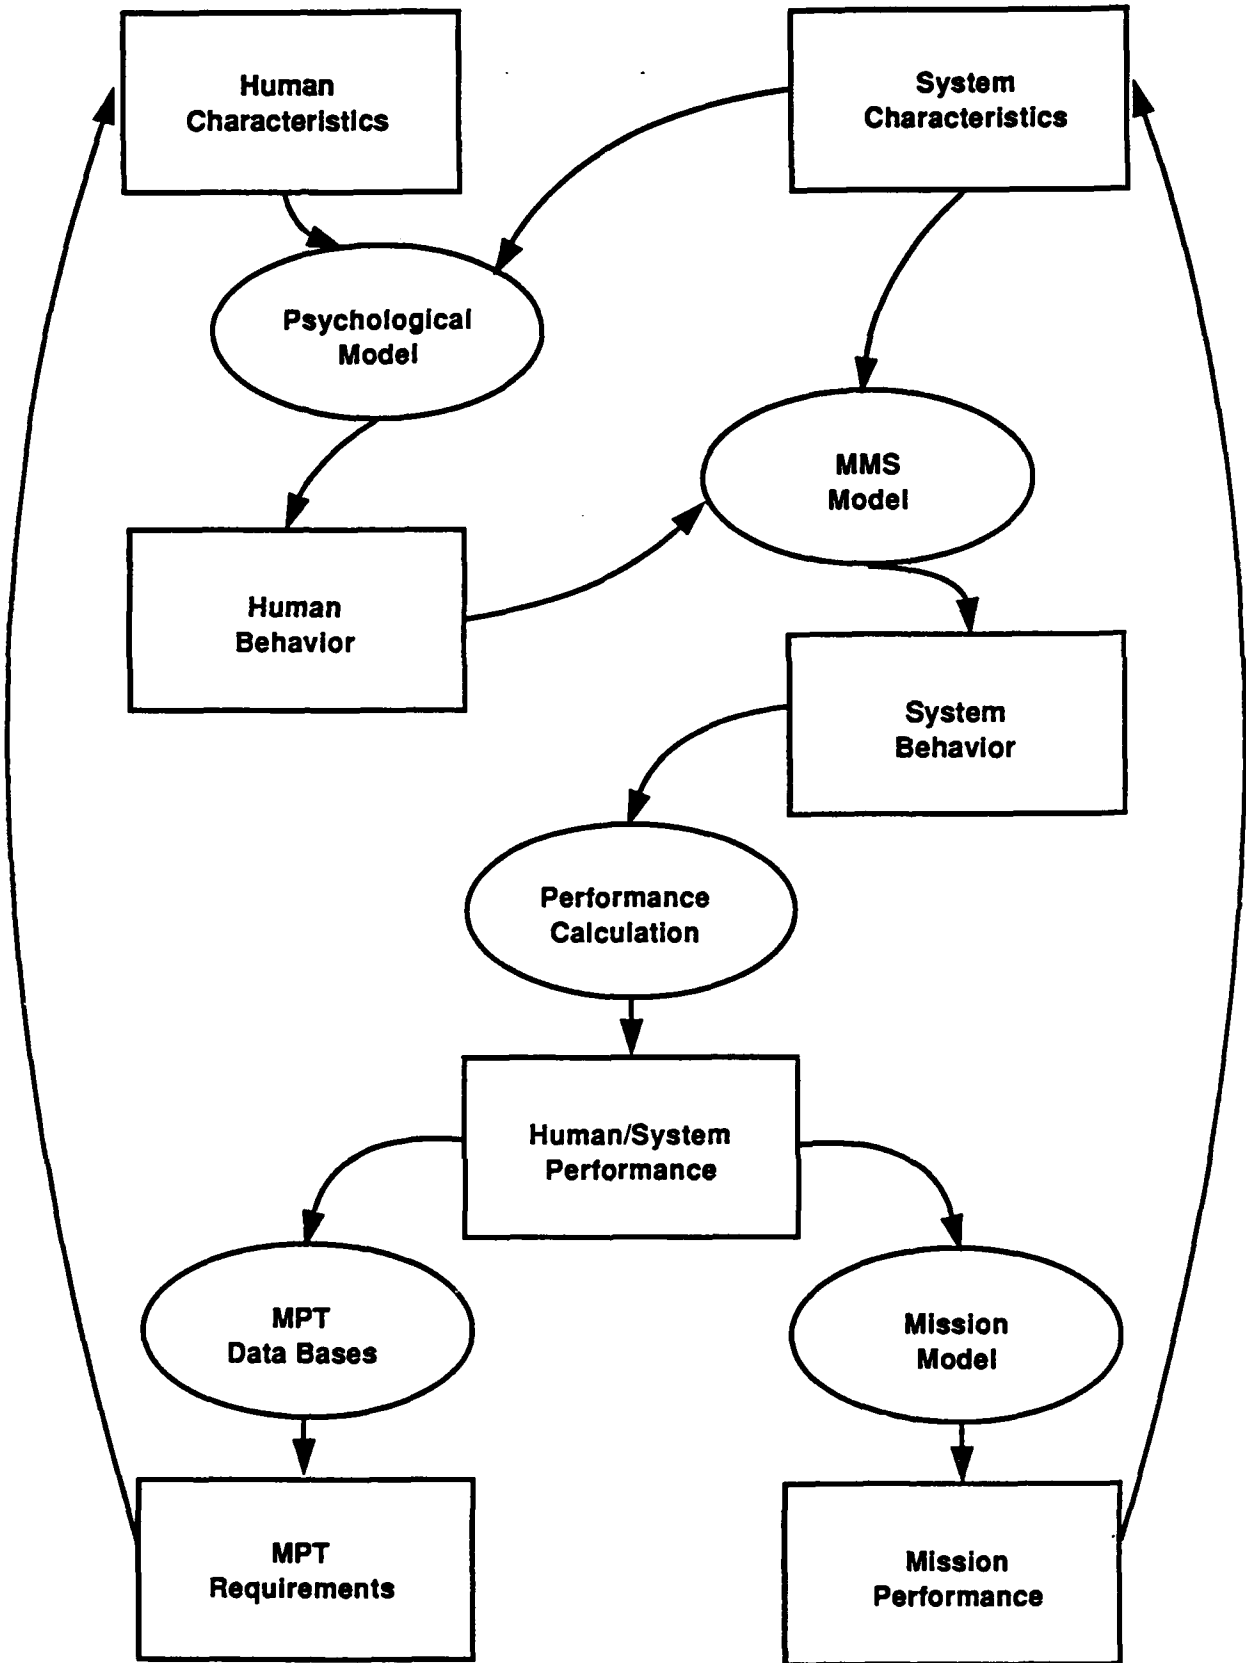 Human
Characteristics
System
Characteristics
Psychological
Model
MMS
Model
Human
Behavior
System
Behavior
Performance
Calculation
Human/System
Performance
MPT
Data Bases
Mission
Model
MPT
Requirements
Mission
Performance